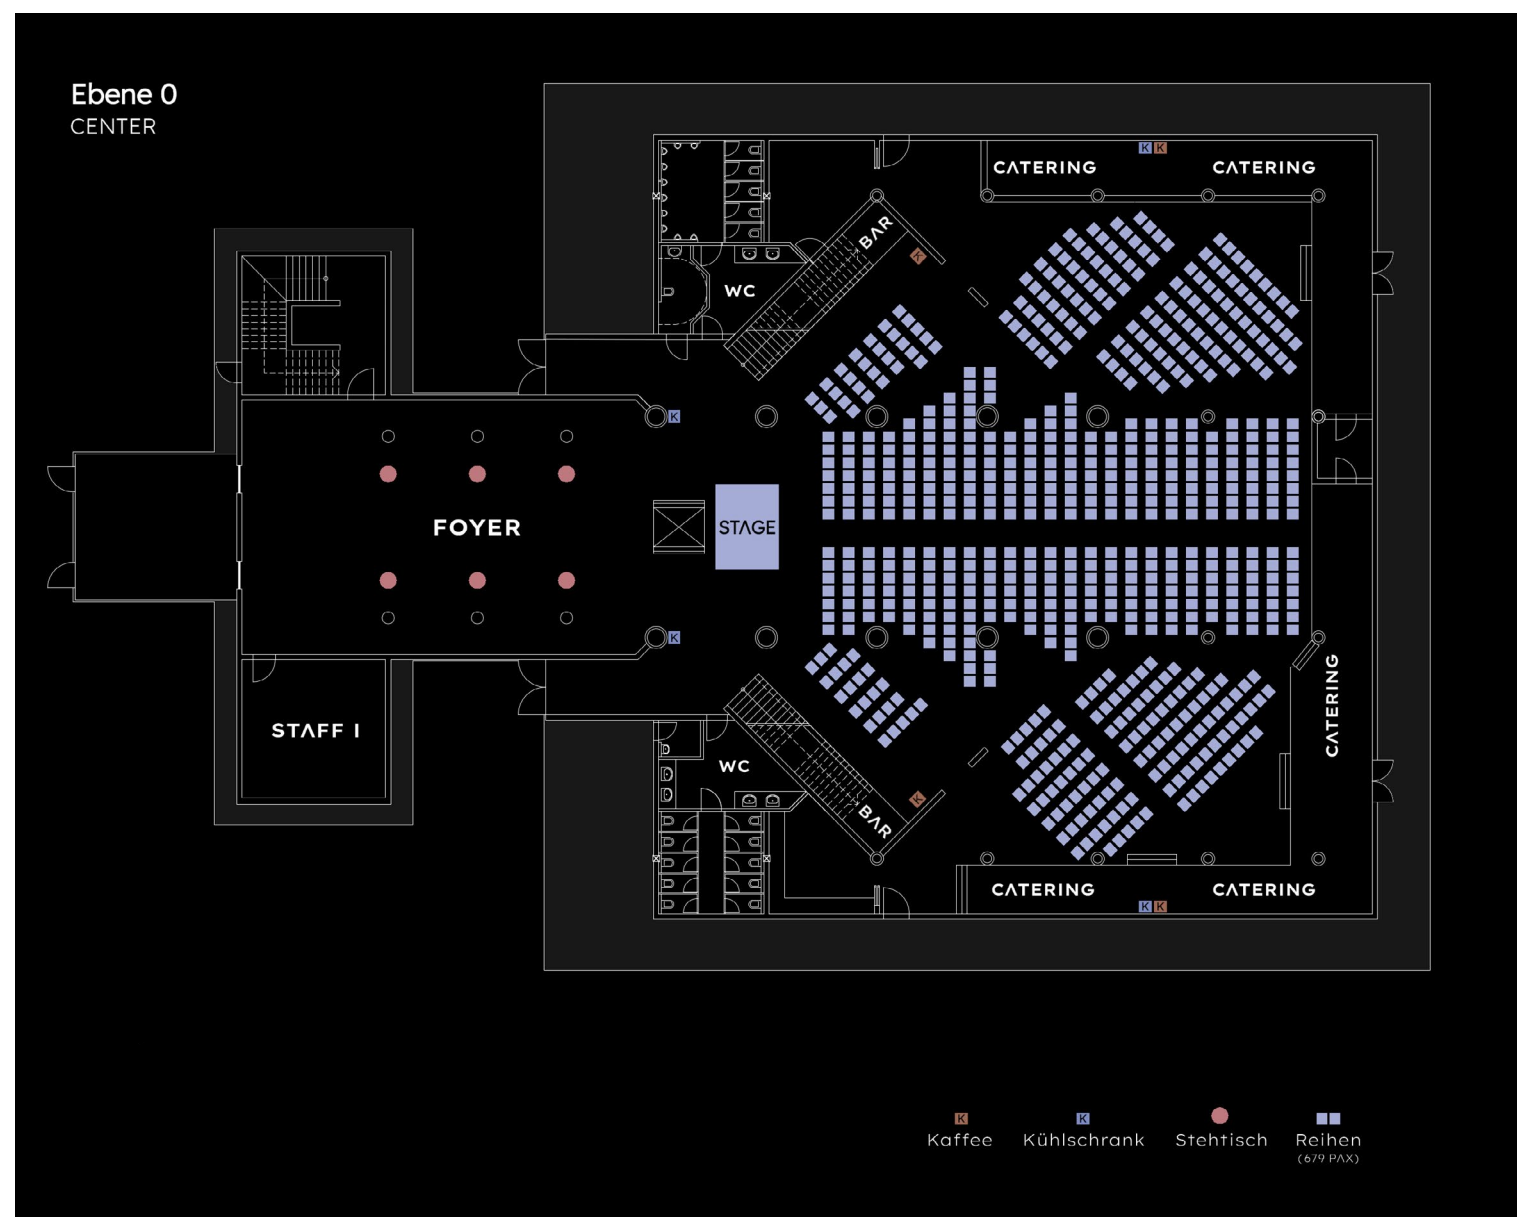 Ebene 0
CENTER
CATERING
CATERING
K K
BAR
K
WC
K
FOYER
STAGE
K
STAFF I
CATERING
WC
K
BAR
CATERING
CATERING
K K
K
Kaffee
K
Kühlschrank
Stehtisch
Reihen
(679 PAX)